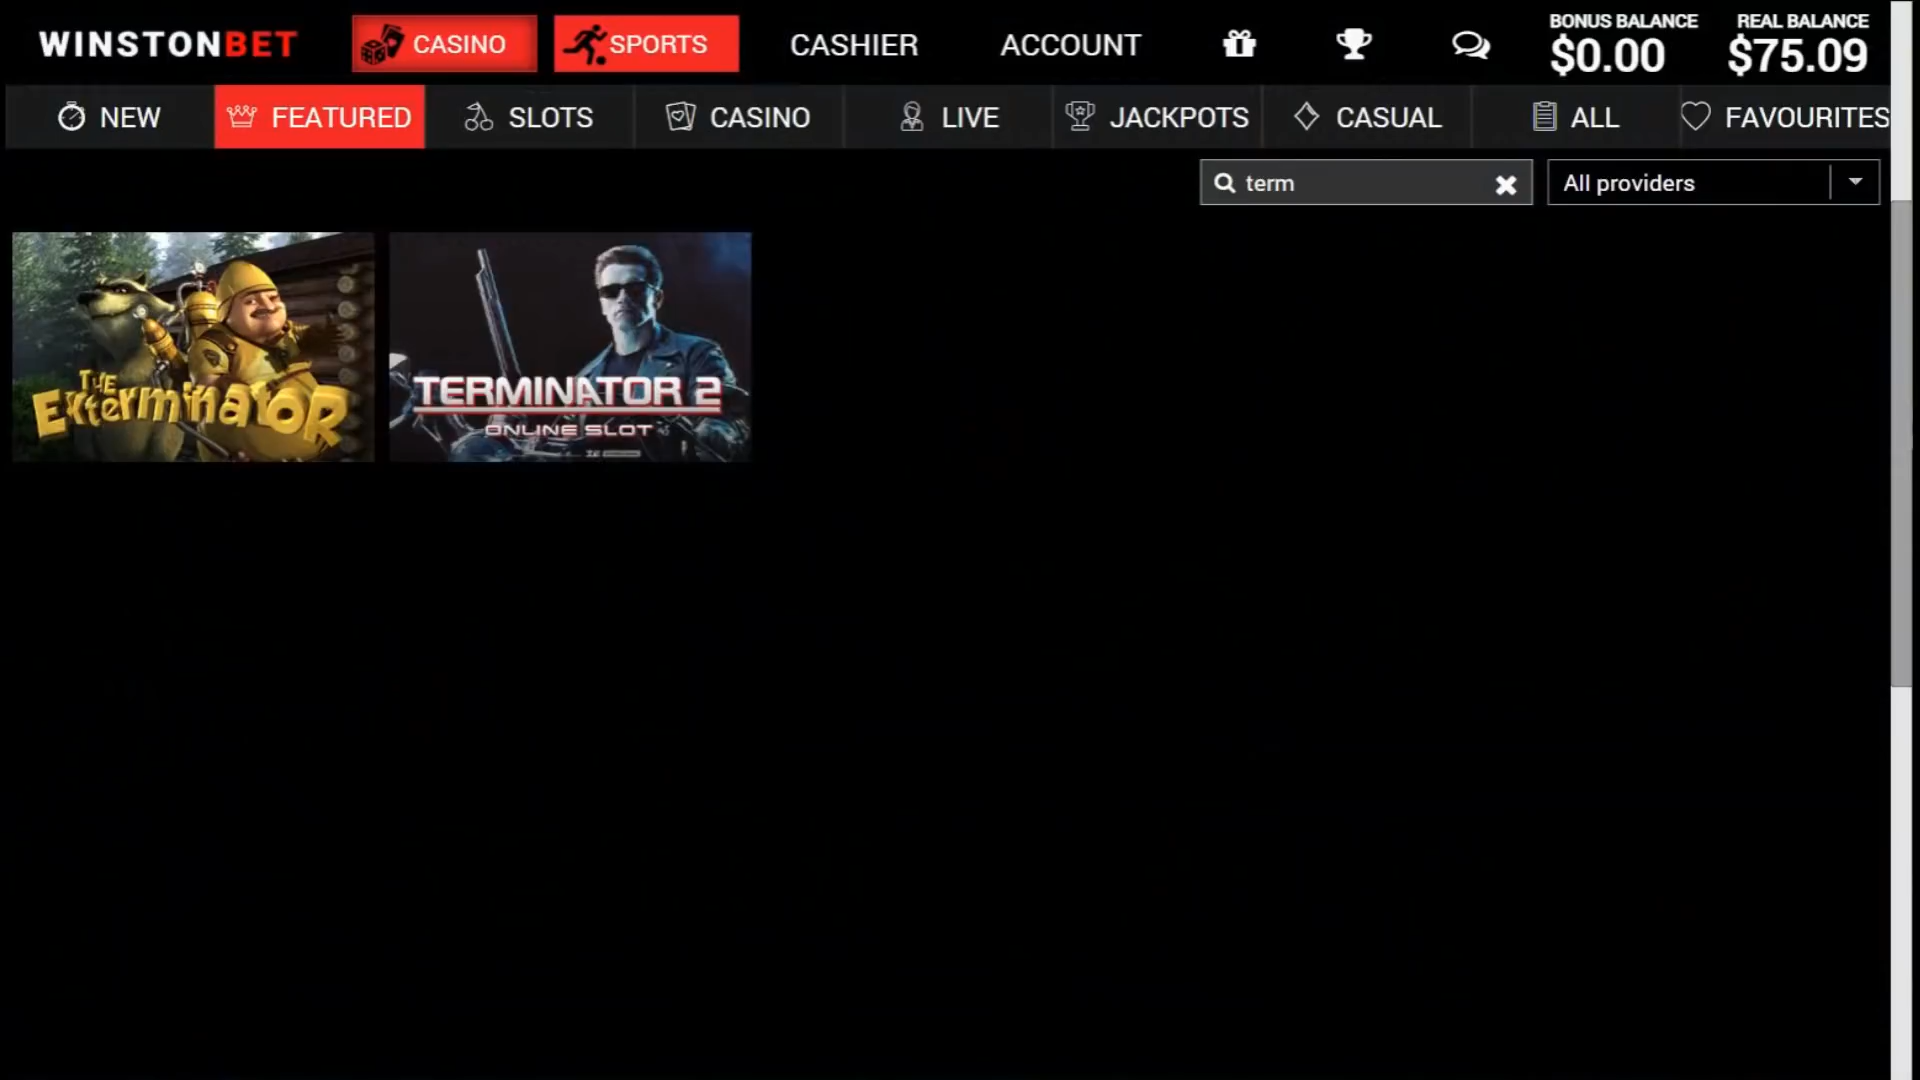 WINSTONBET
CASINO
SPORTS
CASHIER
ACCOUNT
BONUS BALANCE
$0.00
REAL BALANCE
$75.09
NEW
FEATURED
SLOTS
CASINO
LIVE
JACKPOTS
CASUAL
ALL
FAVOURITES
term
All providers
THE
ExterminatoR
TERMINATOR 2
ONLINE SLOT